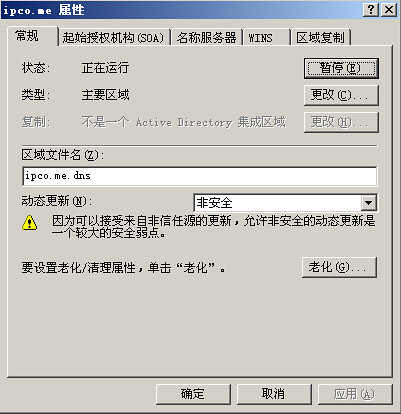 ipco.me 属性
常规 起始授权机构(SOA) 名称服务器 WINS 区域复制
状态: 正在运行 暂停(E)
类型: 主要区域 更改(C)...
复制: 不是一个 Active Directory 集成区域 更改(H)...
区域文件名(Z):
ipco.me.dns
动态更新(N): 非安全
因为可以接受来自非信任源的更新,允许非安全的动态更新是
一个较大的安全弱点。
要设置老化/清理属性,单击“老化”。 老化(G)...
确定 取消 应用(A)